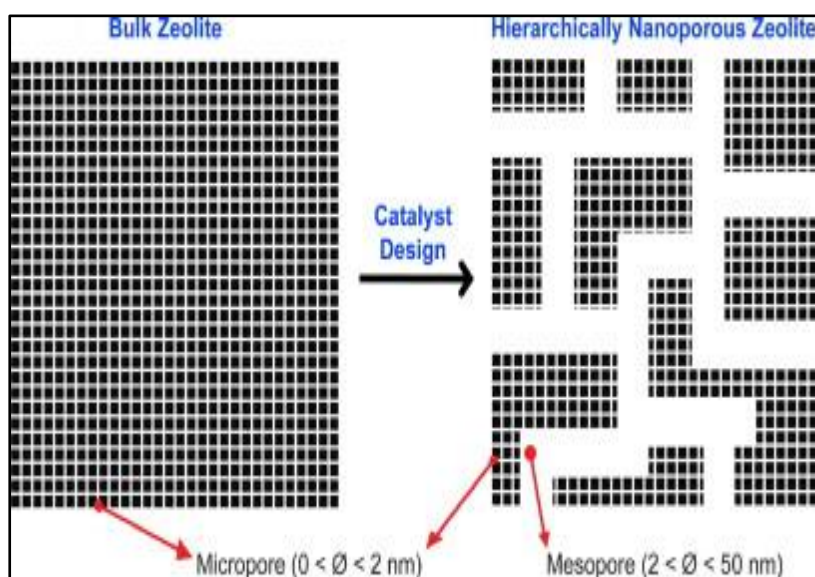 Bulk Zeolite
Hierarchically Nanoporous Zeolite
Catalyst
Design
Micropore (0 < Ø < 2 nm)
Mesopore (2 < Ø < 50 nm)